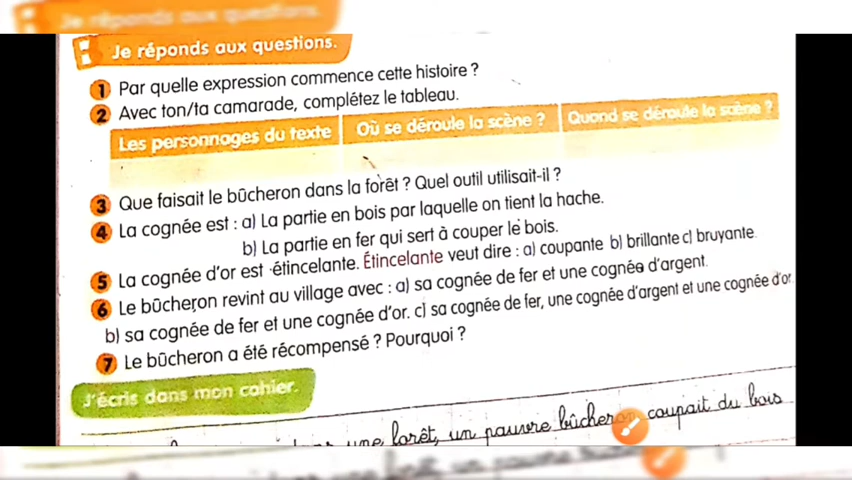 Je réponds aux questions.
1 Par quelle expression commence cette histoire ?
2 Avec ton/ta camarade, complétez le tableau.
Les personnages du texte Où se déroule la scène ? Quand se déroule la scène ?
3 Que faisait le bûcheron dans la forêt ? Quel outil utilisait-il ?
4 La cognée est : a) La partie en bois par laquelle on tient la hache.
b) La partie en fer qui sert à couper le bois.
5 La cognée d'or est étincelante. Étincelante veut dire : a) coupante b) brillante c) bruyante.
6 Le bûcheron revint au village avec : a) sa cognée de fer et une cognée d'argent.
b) sa cognée de fer et une cognée d'or. c) sa cognée de fer, une cognée d'argent et une cognée d'or
7 Le bûcheron a été récompensé ? Pourquoi ?
J'écris dans mon cahier.
une forêt, un pauvre bûcheron coupait du bois